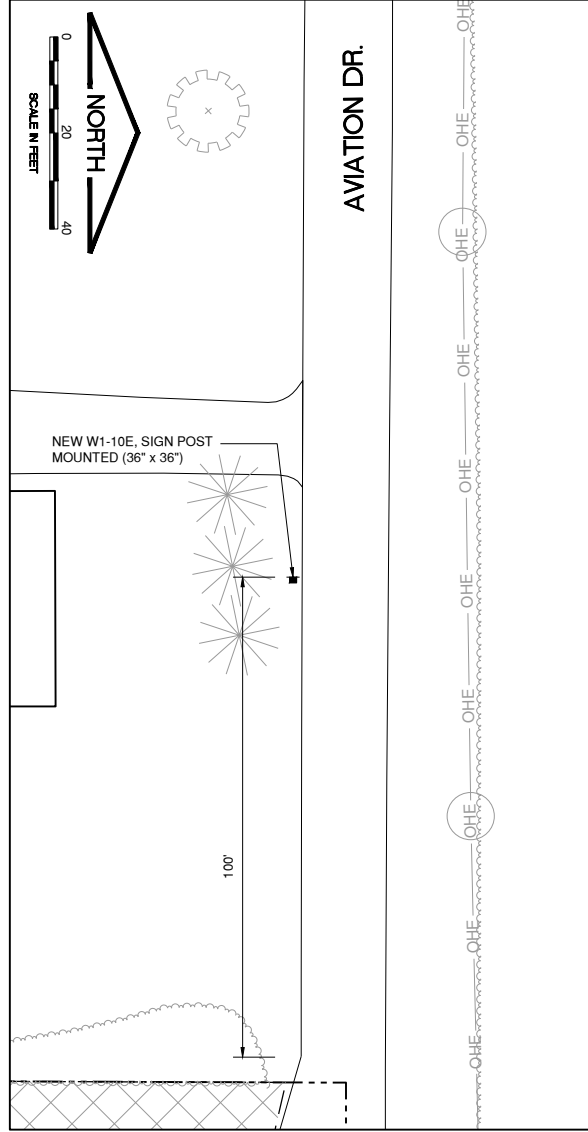 0
20
40
SCALE IN FEET
NORTH
AVIATION DR.
OHE
OHE
OHE
OHE
OHE
OHE
OHE
OHE
OHE
OHE
NEW W1-10E, SIGN POST
MOUNTED (36" x 36")
100'